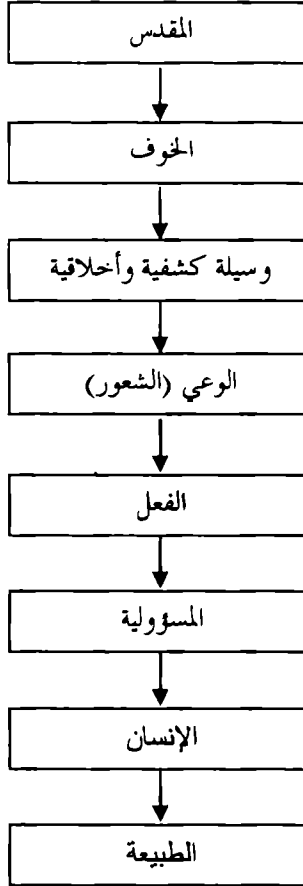 المقدس
الخوف
وسيلة كشفية وأخلاقية
الوعي (الشعور)
الفعل
المسؤولية
الإنسان
الطبيعة